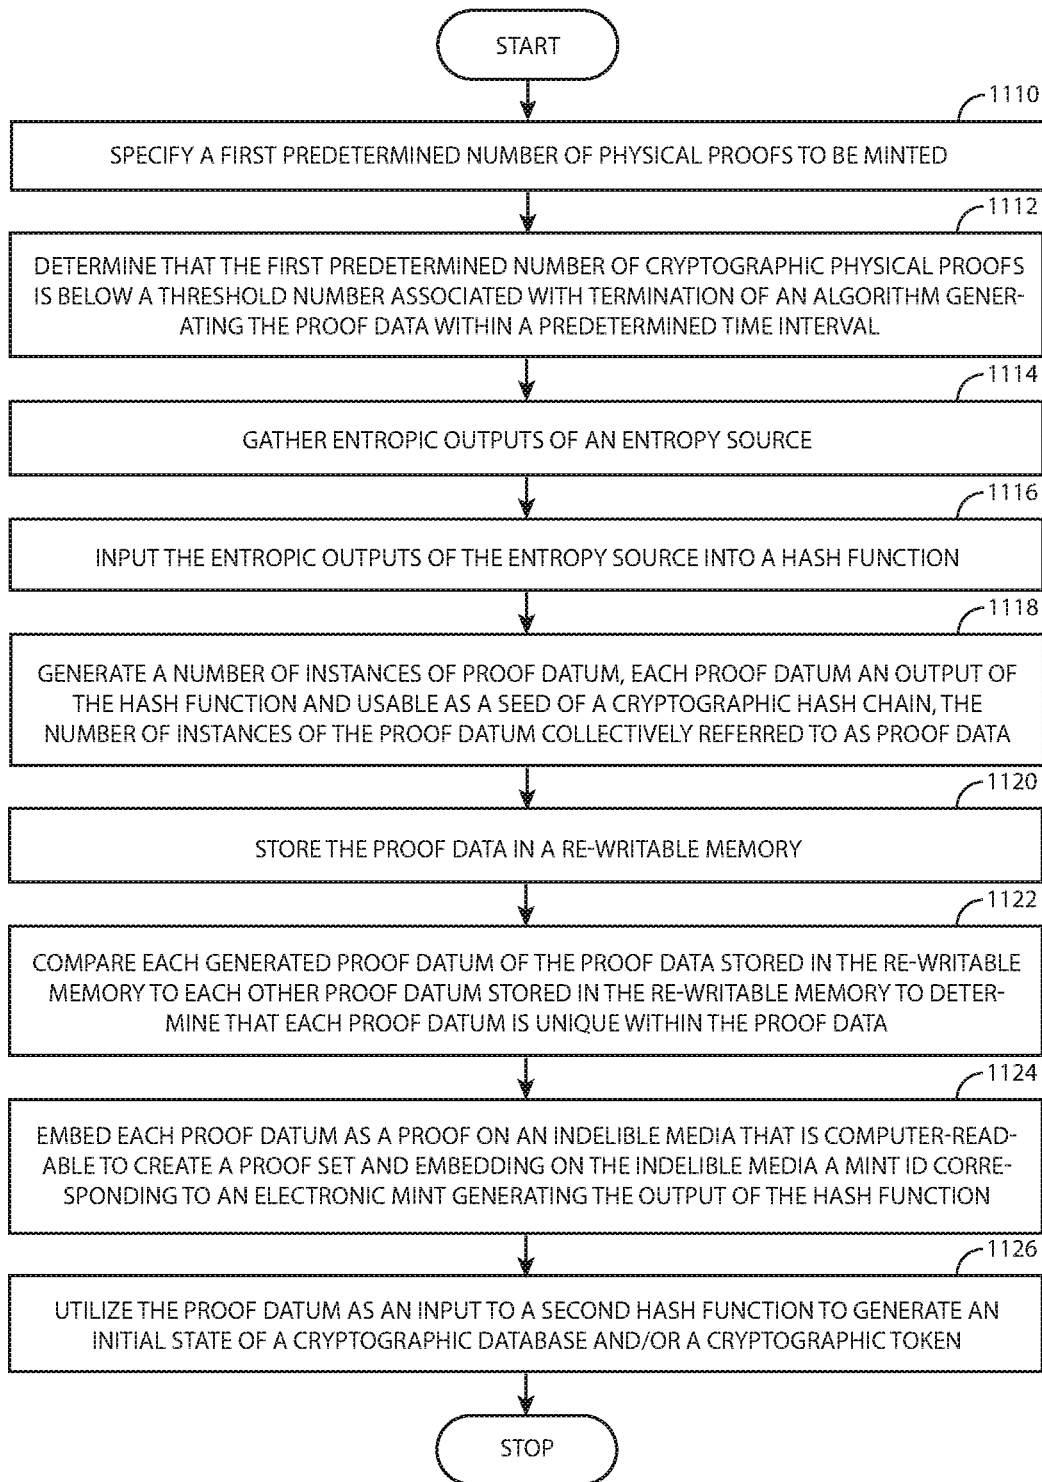 START
1110
SPECIFY A FIRST PREDETERMINED NUMBER OF PHYSICAL PROOFS TO BE MINTED
1112
DETERMINE THAT THE FIRST PREDETERMINED NUMBER OF CRYPTOGRAPHIC PHYSICAL PROOFS
IS BELOW A THRESHOLD NUMBER ASSOCIATED WITH TERMINATION OF AN ALGORITHM GENER-
ATING THE PROOF DATA WITHIN A PREDETERMINED TIME INTERVAL
1114
GATHER ENTROPIC OUTPUTS OF AN ENTROPY SOURCE
1116
INPUT THE ENTROPIC OUTPUTS OF THE ENTROPY SOURCE INTO A HASH FUNCTION
1118
GENERATE A NUMBER OF INSTANCES OF PROOF DATUM, EACH PROOF DATUM AN OUTPUT OF
THE HASH FUNCTION AND USABLE AS A SEED OF A CRYPTOGRAPHIC HASH CHAIN, THE
NUMBER OF INSTANCES OF THE PROOF DATUM COLLECTIVELY REFERRED TO AS PROOF DATA
1120
STORE THE PROOF DATA IN A RE-WRITABLE MEMORY
1122
COMPARE EACH GENERATED PROOF DATUM OF THE PROOF DATA STORED IN THE RE-WRITABLE
MEMORY TO EACH OTHER PROOF DATUM STORED IN THE RE-WRITABLE MEMORY TO DETER-
MINE THAT EACH PROOF DATUM IS UNIQUE WITHIN THE PROOF DATA
1124
EMBED EACH PROOF DATUM AS A PROOF ON AN INDELIBLE MEDIA THAT IS COMPUTER-READ-
ABLE TO CREATE A PROOF SET AND EMBEDDING ON THE INDELIBLE MEDIA A MINT ID CORRE-
SPONDING TO AN ELECTRONIC MINT GENERATING THE OUTPUT OF THE HASH FUNCTION
1126
UTILIZE THE PROOF DATUM AS AN INPUT TO A SECOND HASH FUNCTION TO GENERATE AN
INITIAL STATE OF A CRYPTOGRAPHIC DATABASE AND/OR A CRYPTOGRAPHIC TOKEN
STOP